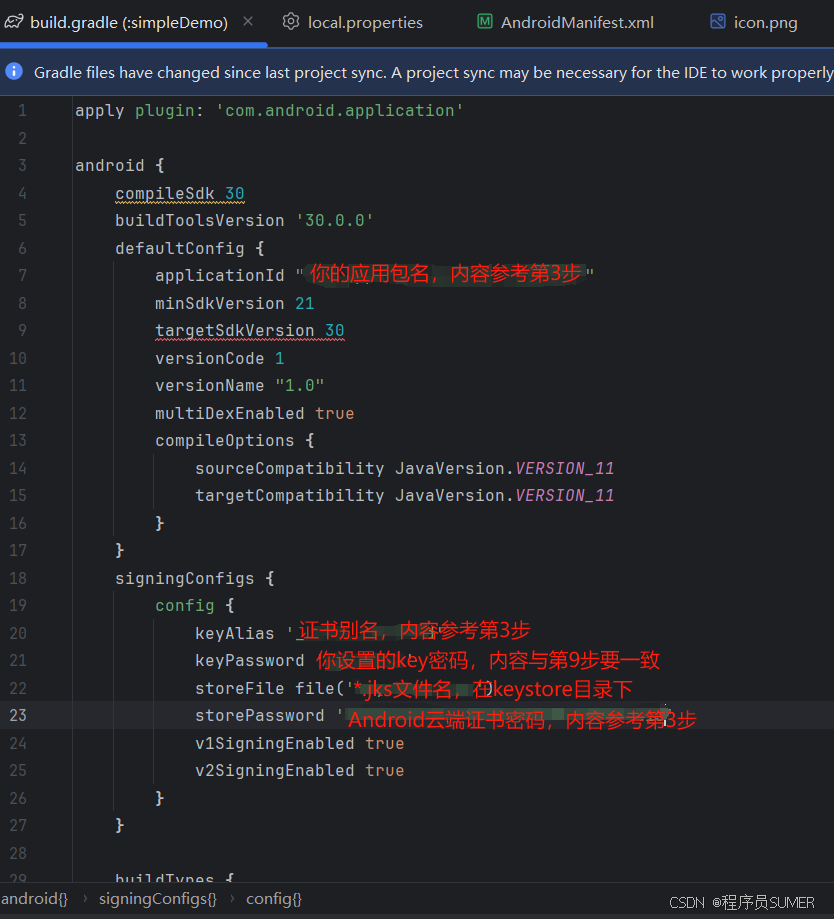 build.gradle (:simpleDemo) local.properties AndroidManifest.xml icon.png
Gradle files have changed since last project sync. A project sync may be necessary for the IDE to work properly
1 apply plugin: 'com.android.application'
2
3 android {
4 compileSdk 30
5 buildToolsVersion '30.0.0'
6 defaultConfig {
7 applicationId "你的应用包名，内容参考第3步"
8 minSdkVersion 21
9 targetSdkVersion 30
10 versionCode 1
11 versionName "1.0"
12 multiDexEnabled true
13 compileOptions {
14 sourceCompatibility JavaVersion.VERSION_11
15 targetCompatibility JavaVersion.VERSION_11
16 }
17 }
18 signingConfigs {
19 config {
20 keyAlias '证书别名，内容参考第3步
21 keyPassword 你设置的key密码，内容与第9步要一致
22 storeFile file('*.jks文件名，在keystore目录下
23 storePassword 'Android云端证书密码，内容参考第3步
24 v1SigningEnabled true
25 v2SigningEnabled true
26 }
27 }
28
29 buildTypes {
android{} › signingConfigs{} › config{}
CSDN @程序员SUMER